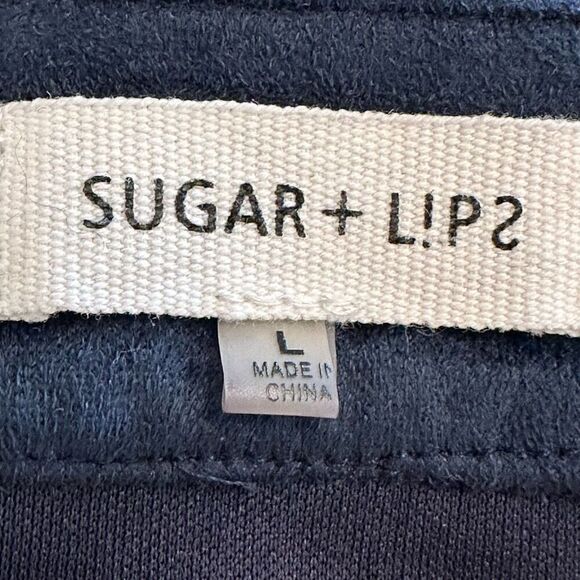 SUGAR + L!PS
L
MADE IN
CHINA